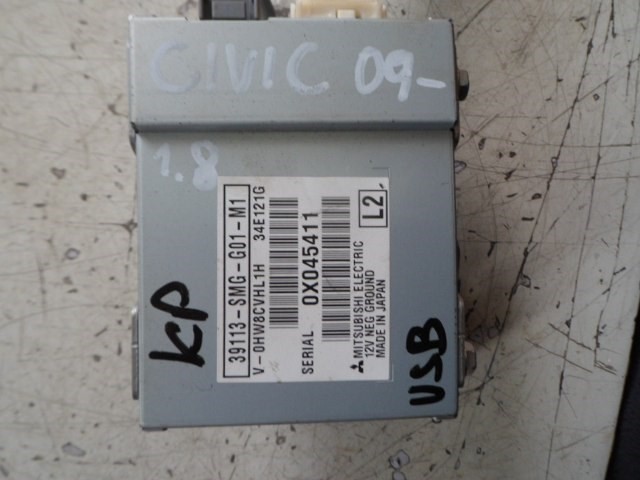 CIVIC 09-
1.8
39113-SMG-G01-M1
V-0HW8CVHL1H 34E121G
SERIAL 0X045411
L2
MITSUBISHI ELECTRIC
12V NEG GROUND
MADE IN JAPAN
KP
USB